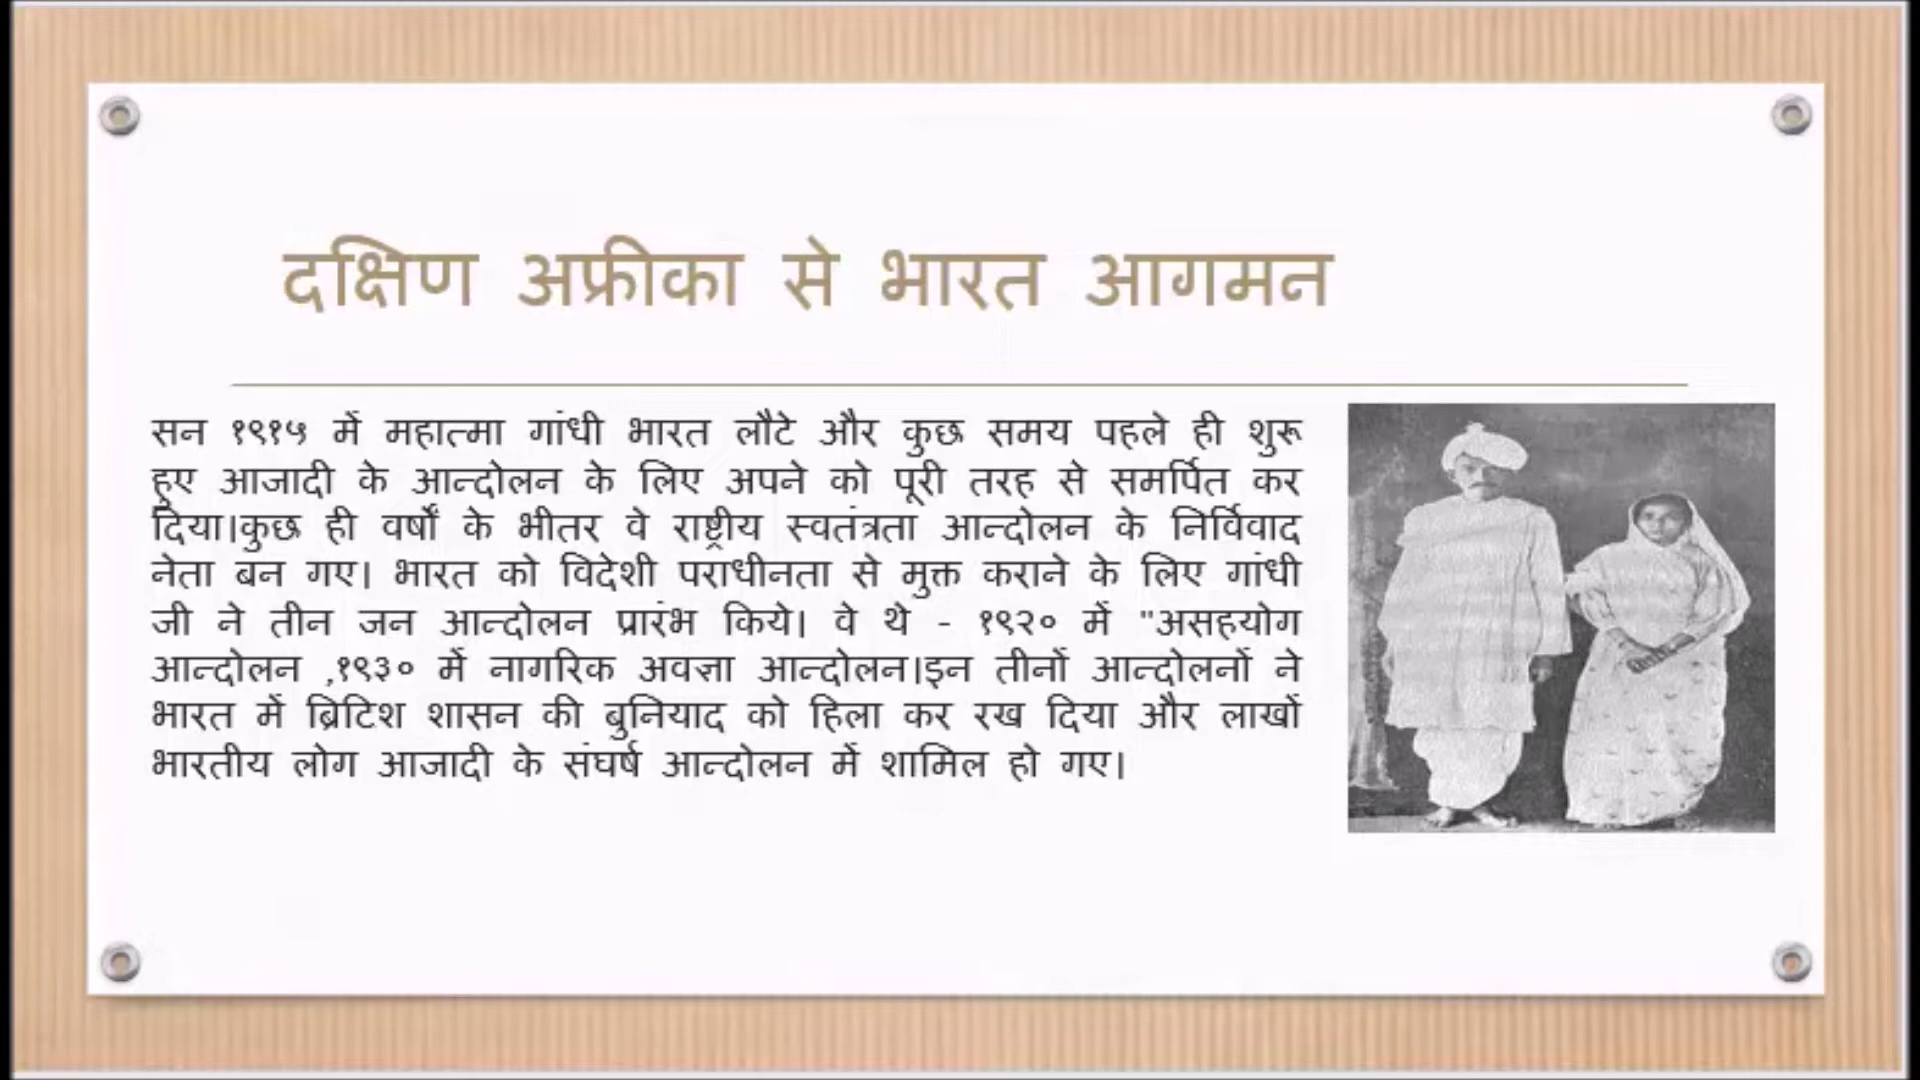 दक्षिण अफ्रीका से भारत आगमन
सन १९१५ में महात्मा गांधी भारत लौटे और कुछ समय पहले ही शुरू
हुए आजादी के आन्दोलन के लिए अपने को पूरी तरह से समर्पित कर
दिया।कुछ ही वर्षों के भीतर वे राष्ट्रीय स्वतंत्रता आन्दोलन के निर्विवाद
नेता बन गए। भारत को विदेशी पराधीनता से मुक्त कराने के लिए गांधी
जी ने तीन जन आन्दोलन प्रारंभ किये। वे थे - १९२० में "असहयोग
आन्दोलन ,१९३० में नागरिक अवज्ञा आन्दोलन।इन तीनों आन्दोलनों ने
भारत में ब्रिटिश शासन की बुनियाद को हिला कर रख दिया और लाखों
भारतीय लोग आजादी के संघर्ष आन्दोलन में शामिल हो गए।